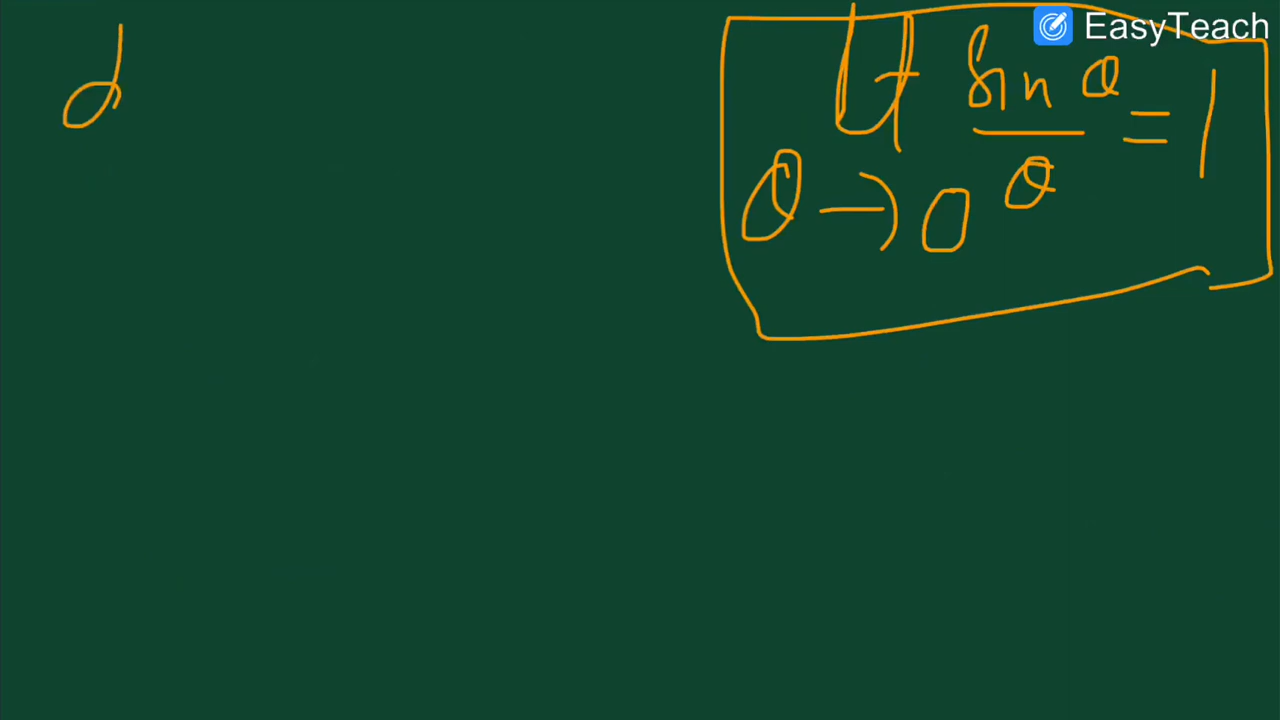 EasyTeach
d
Lt sin θ / θ = 1
θ → 0